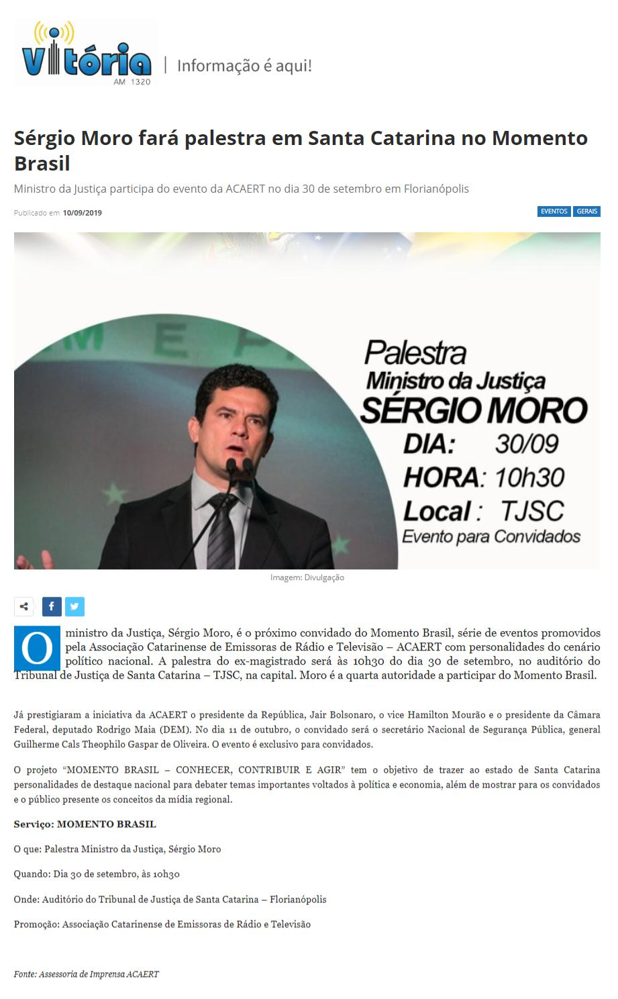 Vitória
AM 1320
| Informação é aqui!
Sérgio Moro fará palestra em Santa Catarina no Momento
Brasil
Ministro da Justiça participa do evento da ACAERT no dia 30 de setembro em Florianópolis
Publicado em 10/09/2019
EVENTOS GERAIS
M E P
Palestra
Ministro da Justiça
SÉRGIO MORO
DIA: 30/09
HORA: 10h30
Local : TJSC
Evento para Convidados
Imagem: Divulgação
O ministro da Justiça, Sérgio Moro, é o próximo convidado do Momento Brasil, série de eventos promovidos
pela Associação Catarinense de Emissoras de Rádio e Televisão – ACAERT com personalidades do cenário
político nacional. A palestra do ex-magistrado será às 10h30 do dia 30 de setembro, no auditório do
Tribunal de Justiça de Santa Catarina – TJSC, na capital. Moro é a quarta autoridade a participar do Momento Brasil.
Já prestigiaram a iniciativa da ACAERT o presidente da República, Jair Bolsonaro, o vice Hamilton Mourão e o presidente da Câmara
Federal, deputado Rodrigo Maia (DEM). No dia 11 de outubro, o convidado será o secretário Nacional de Segurança Pública, general
Guilherme Cals Theophilo Gaspar de Oliveira. O evento é exclusivo para convidados.
O projeto “MOMENTO BRASIL – CONHECER, CONTRIBUIR E AGIR” tem o objetivo de trazer ao estado de Santa Catarina
personalidades de destaque nacional para debater temas importantes voltados à política e economia, além de mostrar para os convidados
e o público presente os conceitos da mídia regional.
Serviço: MOMENTO BRASIL
O que: Palestra Ministro da Justiça, Sérgio Moro
Quando: Dia 30 de setembro, às 10h30
Onde: Auditório do Tribunal de Justiça de Santa Catarina – Florianópolis
Promoção: Associação Catarinense de Emissoras de Rádio e Televisão
Fonte: Assessoria de Imprensa ACAERT